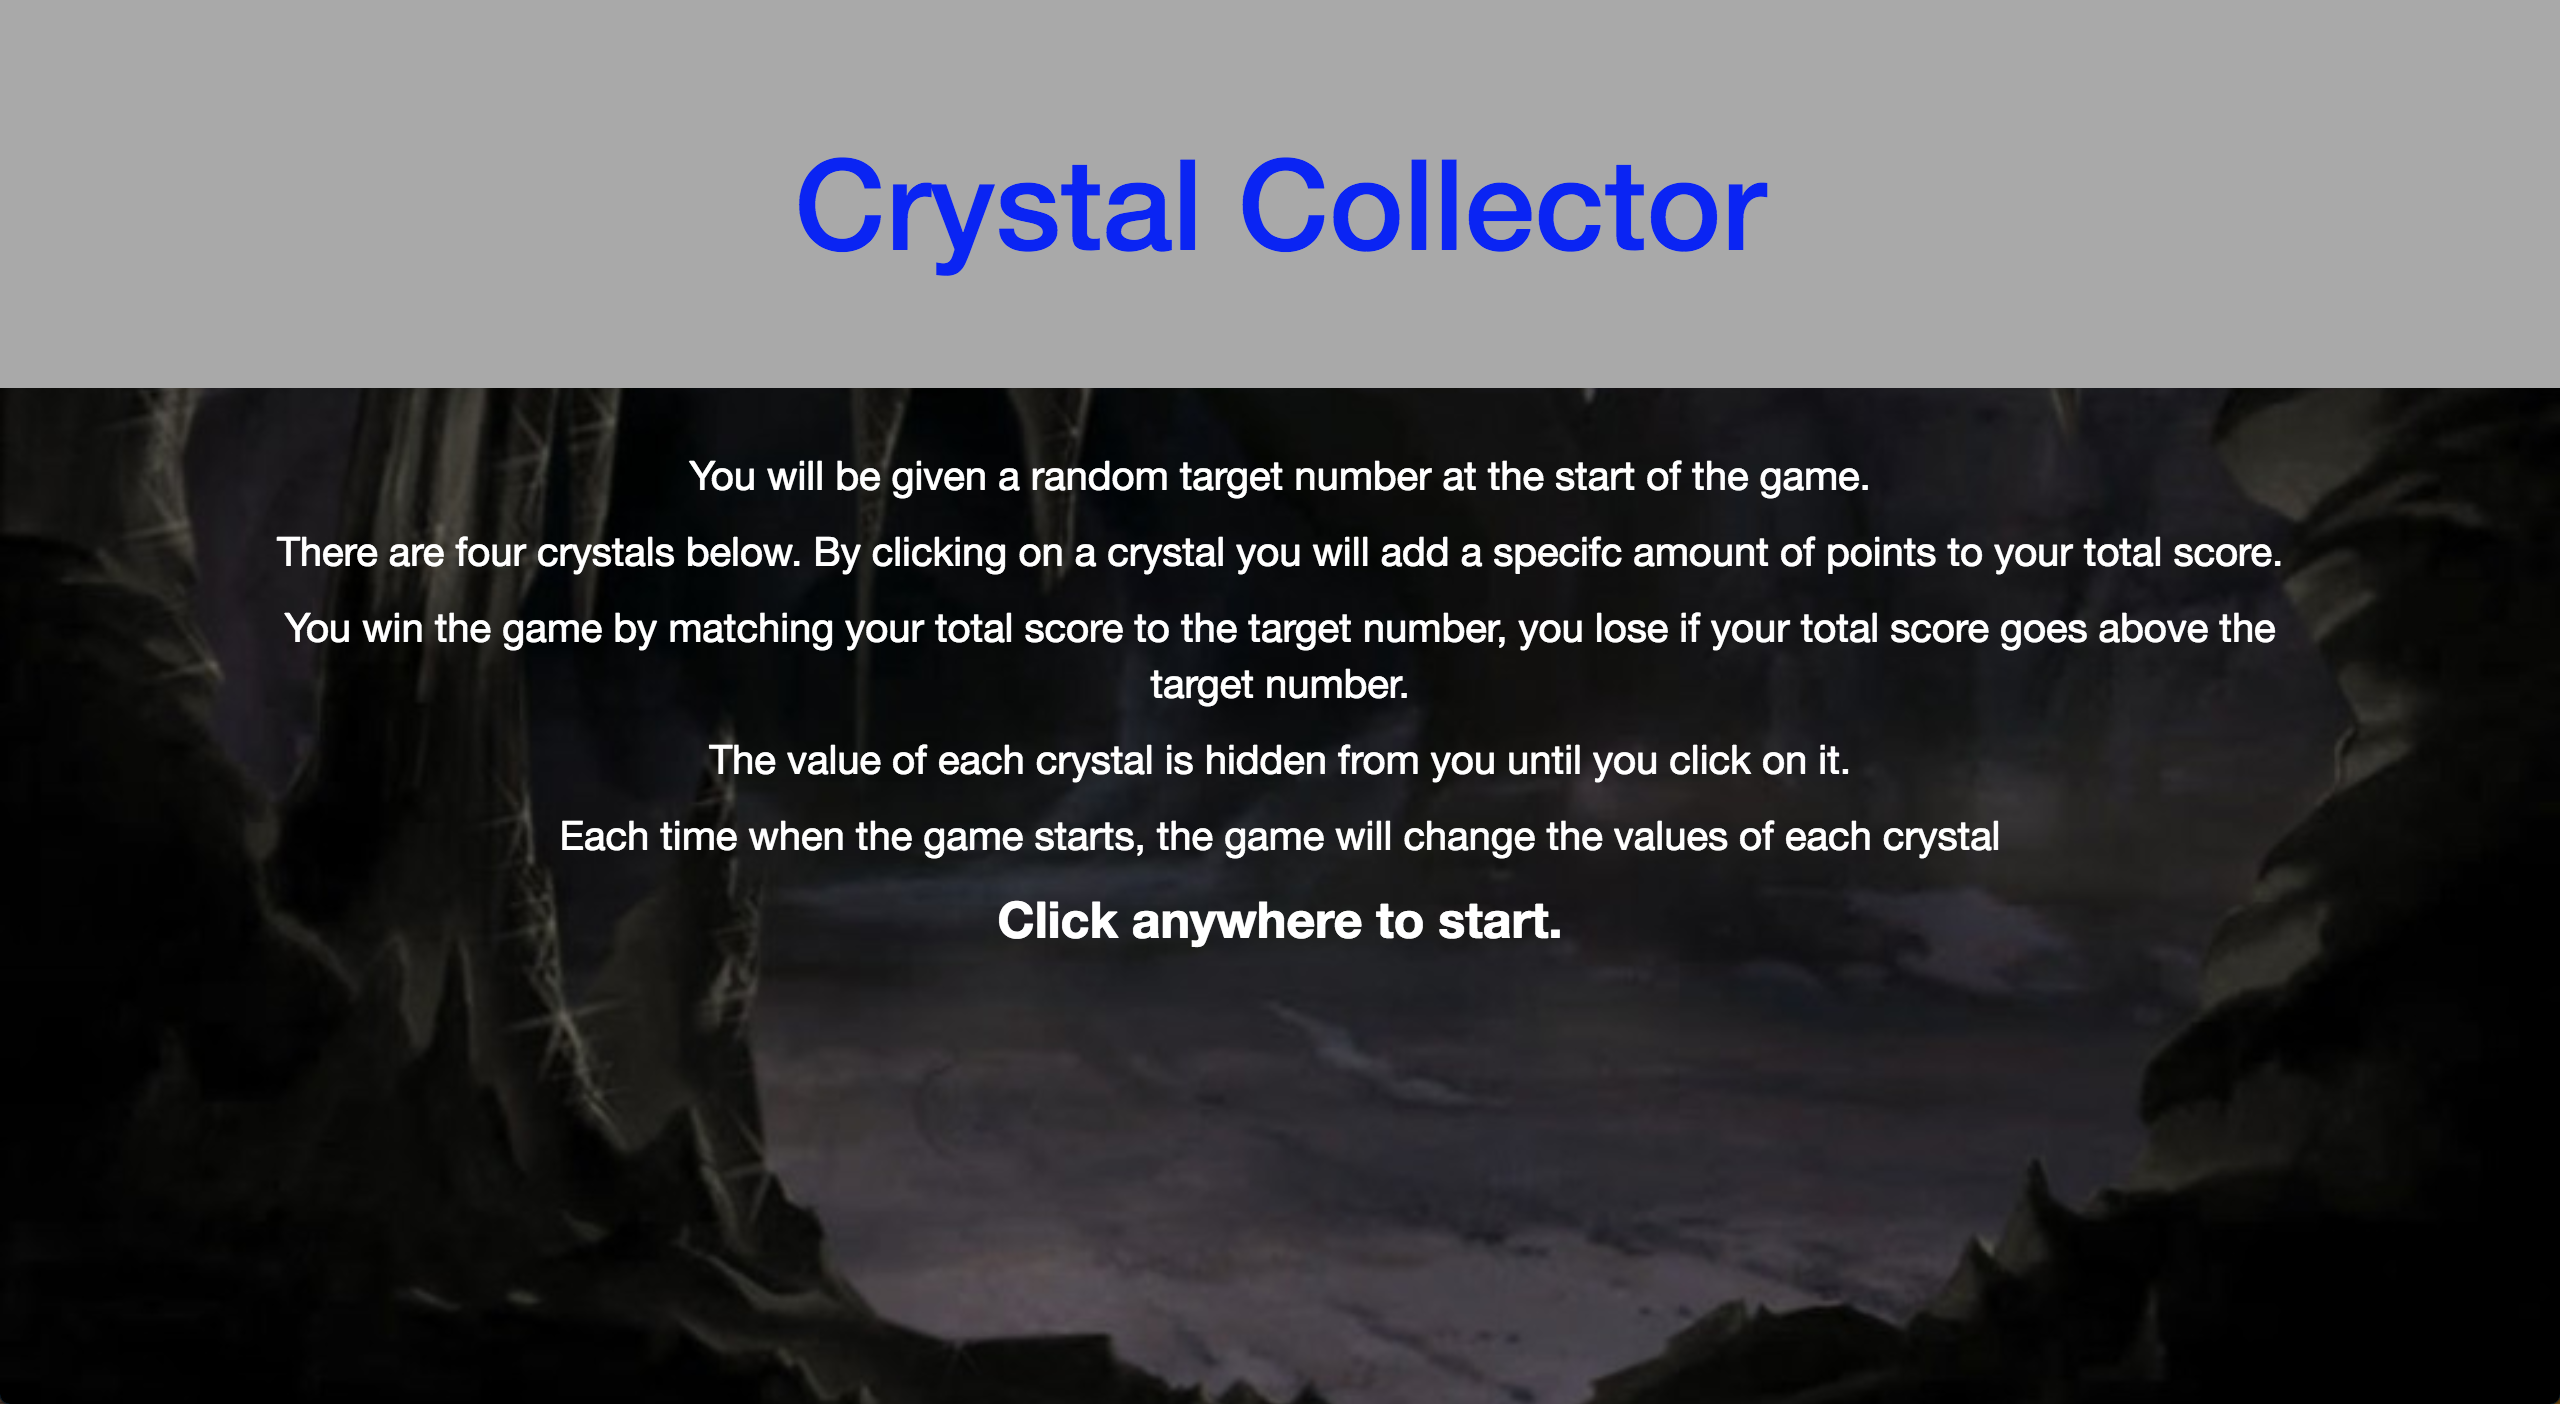 Crystal Collector
You will be given a random target number at the start of the game.
There are four crystals below. By clicking on a crystal you will add a specifc amount of points to your total score.
You win the game by matching your total score to the target number, you lose if your total score goes above the
target number.
The value of each crystal is hidden from you until you click on it.
Each time when the game starts, the game will change the values of each crystal
Click anywhere to start.